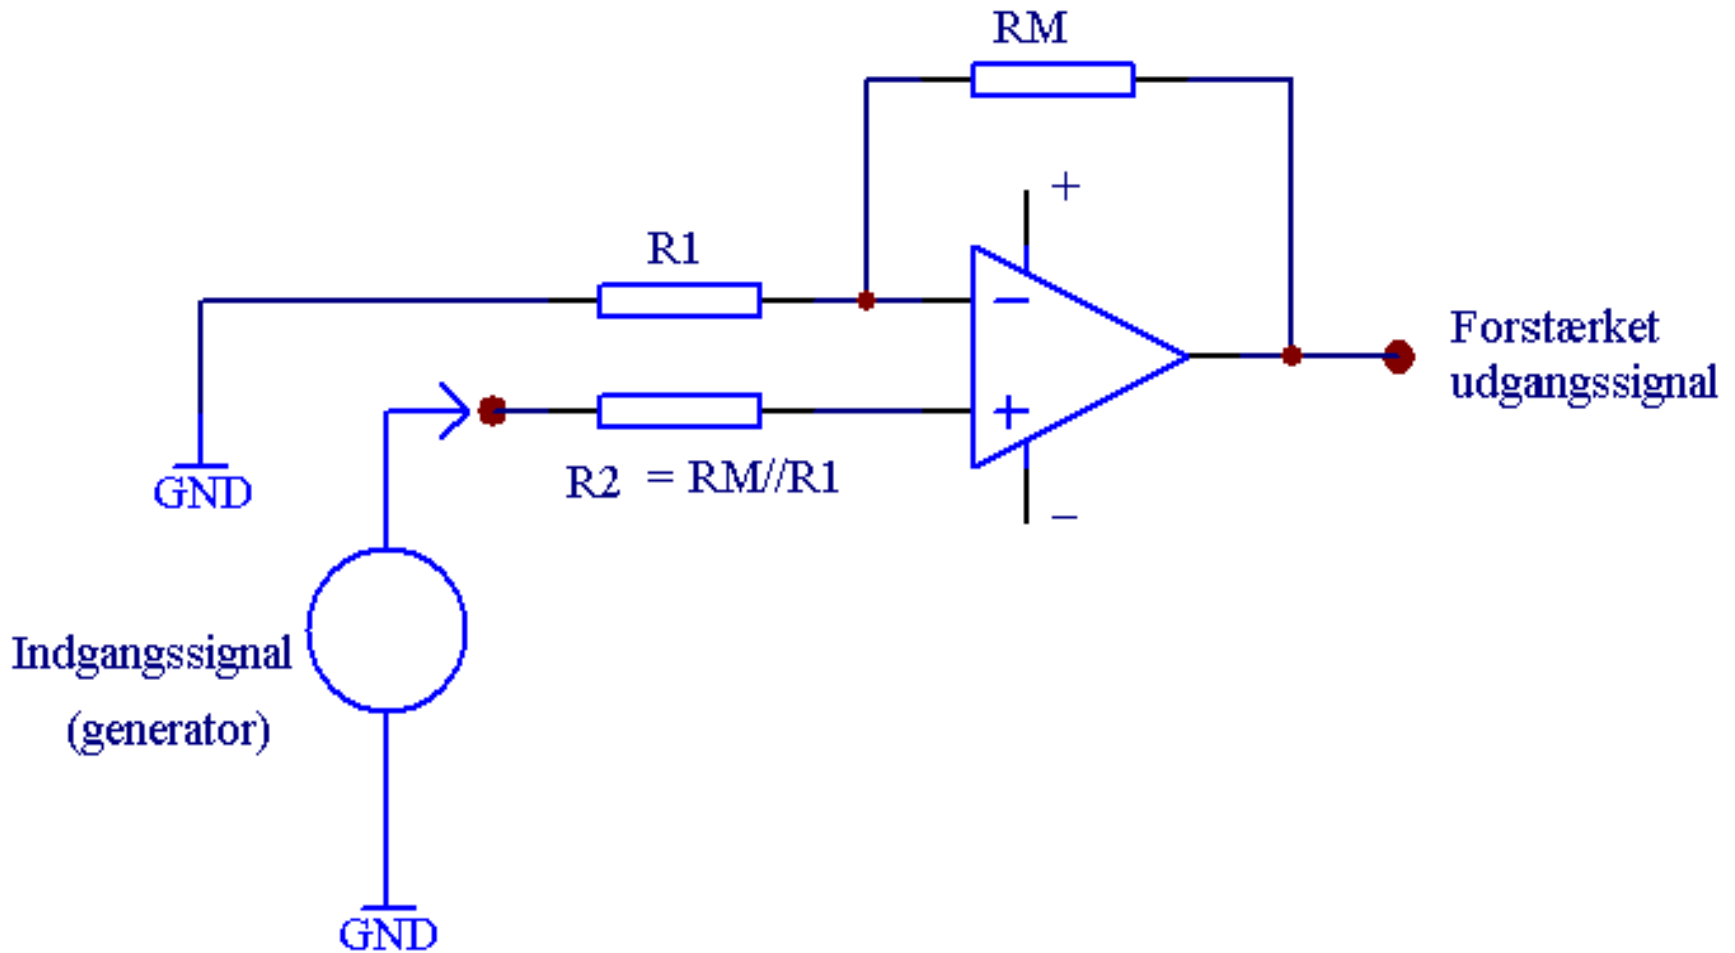 RM
+
R1
−
Forstærket
udgangssignal
+
R2 = RM//R1
GND
−
Indgangssignal
(generator)
GND